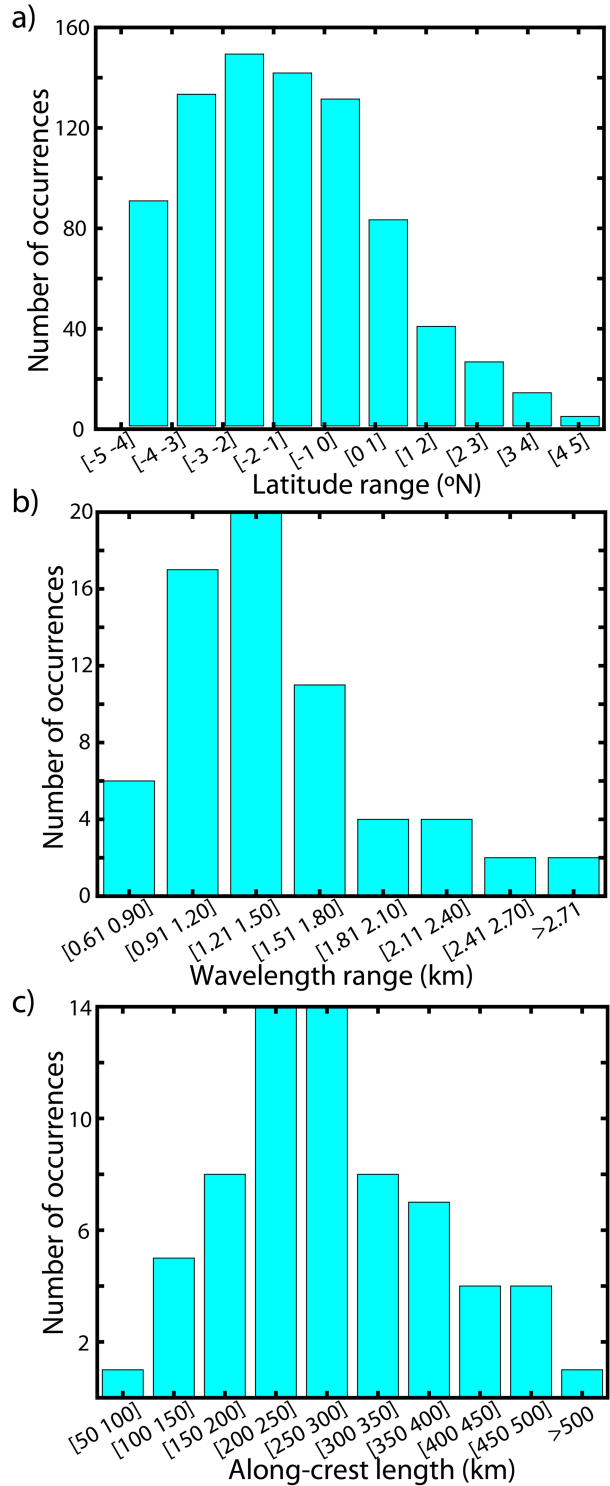 a)
160
120
80
40
0
Number of occurrences
[-5 -4] [-4 -3] [-3 -2] [-2 -1] [-1 0] [0 1] [1 2] [2 3] [3 4] [4 5]
Latitude range (ºN)
b)
20
16
12
8
4
0
Number of occurrences
[0.61 0.90] [0.91 1.20] [1.21 1.50] [1.51 1.80] [1.81 2.10] [2.11 2.40] [2.41 2.70] >2.71
Wavelength range (km)
c)
14
10
6
2
Number of occurrences
[50 100] [100 150] [150 200] [200 250] [250 300] [300 350] [350 400] [400 450] [450 500] >500
Along-crest length (km)